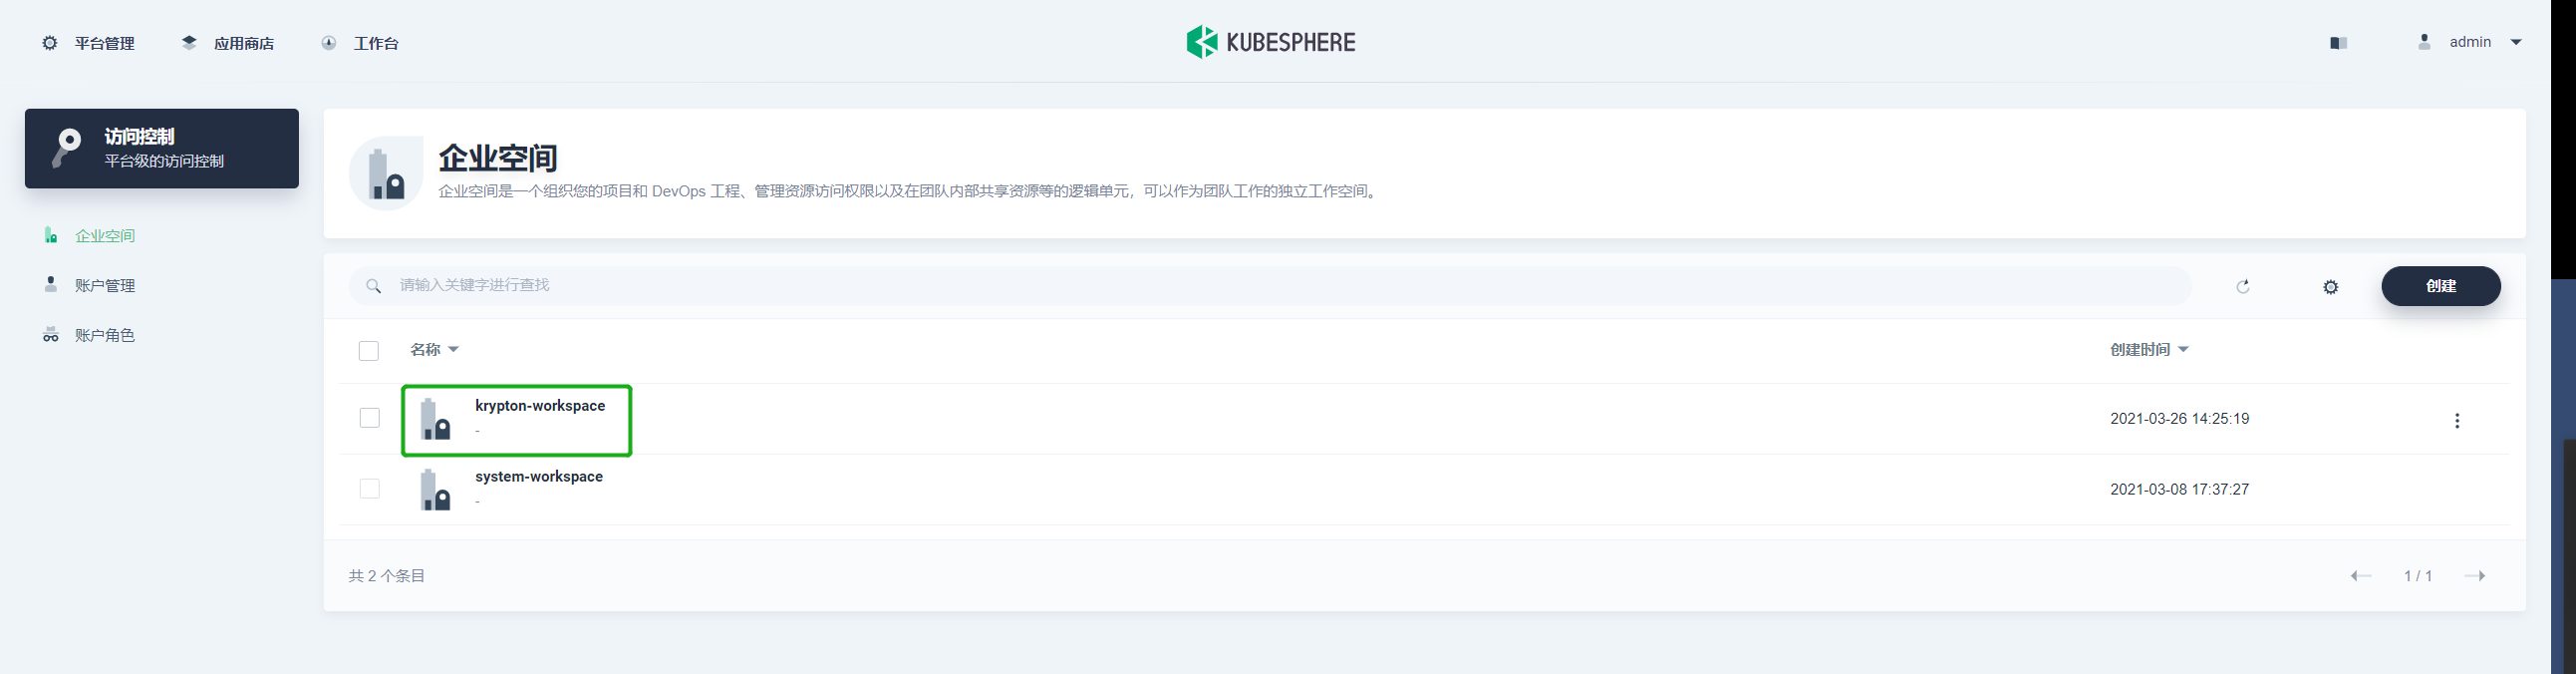 平台管理 应用商店 工作台 KUBESPHERE admin
访问控制
平台级的访问控制
企业空间
账户管理
账户角色
企业空间
企业空间是一个组织您的项目和 DevOps 工程、管理资源访问权限以及在团队内部共享资源等的逻辑单元，可以作为团队工作的独立工作空间。
请输入关键字进行查找 创建
名称 创建时间
krypton-workspace 2021-03-26 14:25:19
-
system-workspace 2021-03-08 17:37:27
-
共 2 个条目 1 / 1